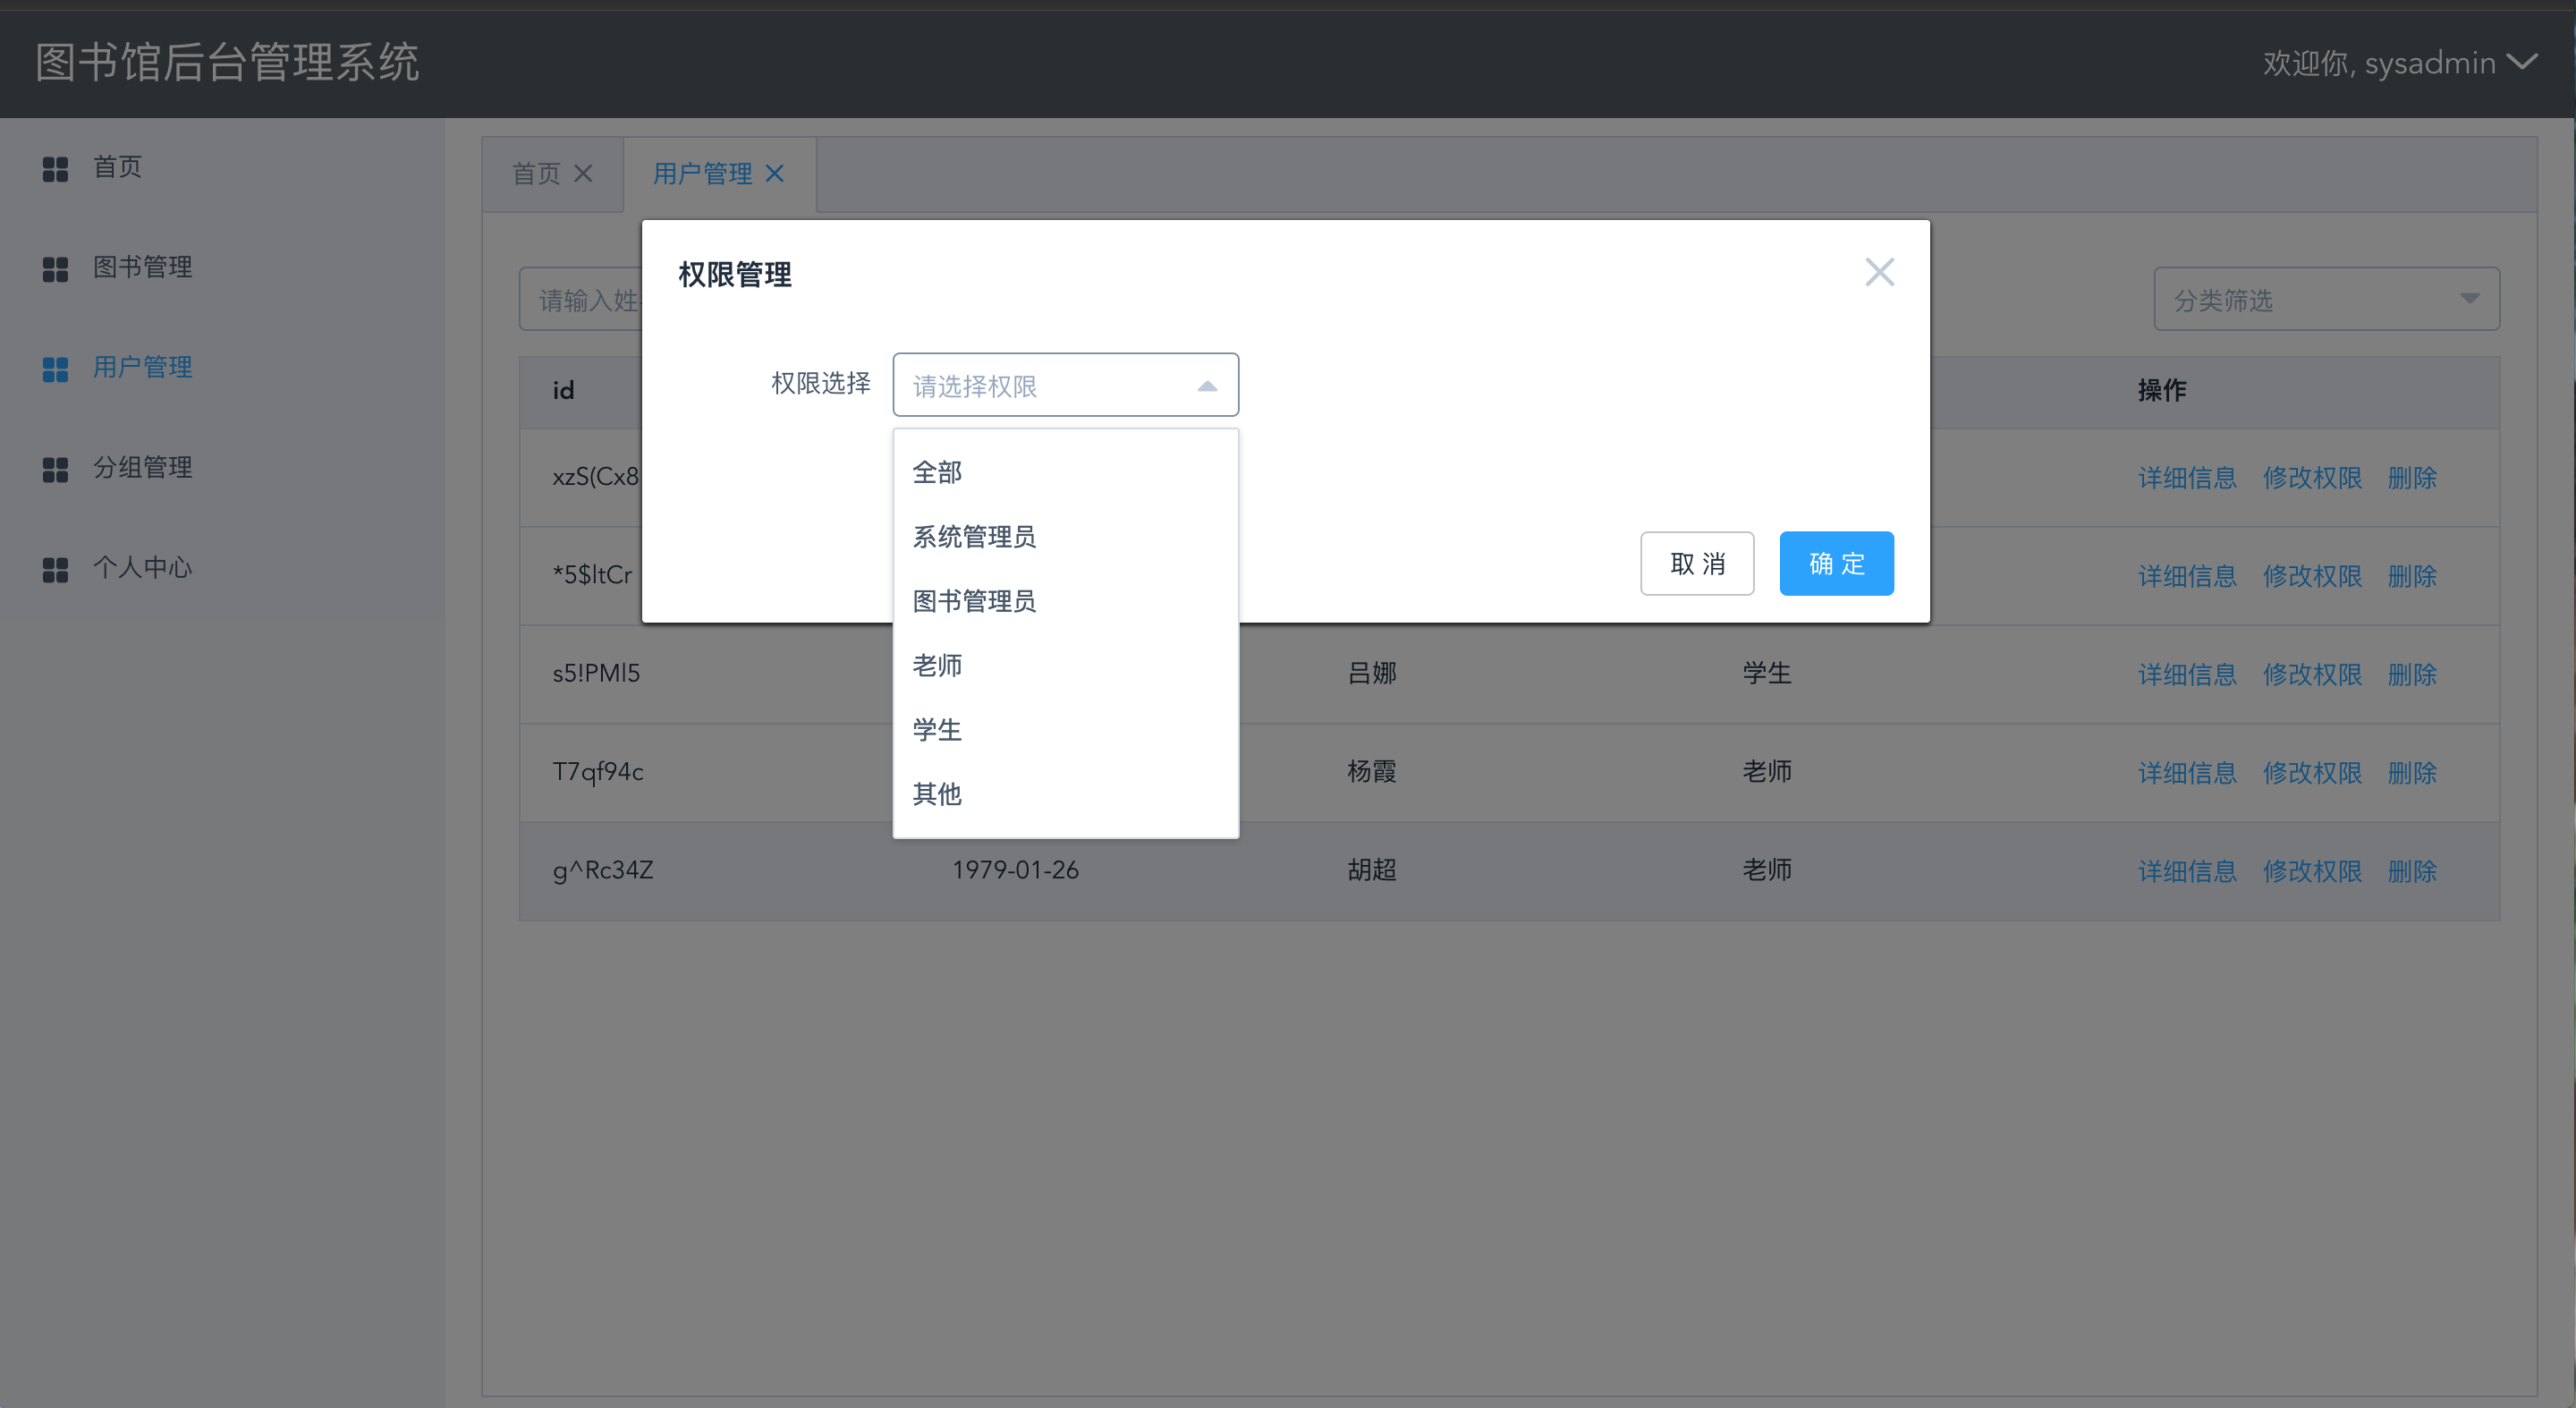 图书馆后台管理系统
欢迎你, sysadmin
首页
图书管理
用户管理
分组管理
个人中心
首页 用户管理
请输入姓
分类筛选
权限管理
权限选择 请选择权限
全部
系统管理员
图书管理员
老师
学生
其他
取 消 确 定
id 操作
xzS(Cx8 详细信息 修改权限 删除
*5$ltCr 详细信息 修改权限 删除
s5!PMl5 吕娜 学生 详细信息 修改权限 删除
T7qf94c 杨霞 老师 详细信息 修改权限 删除
g^Rc34Z 1979-01-26 胡超 老师 详细信息 修改权限 删除